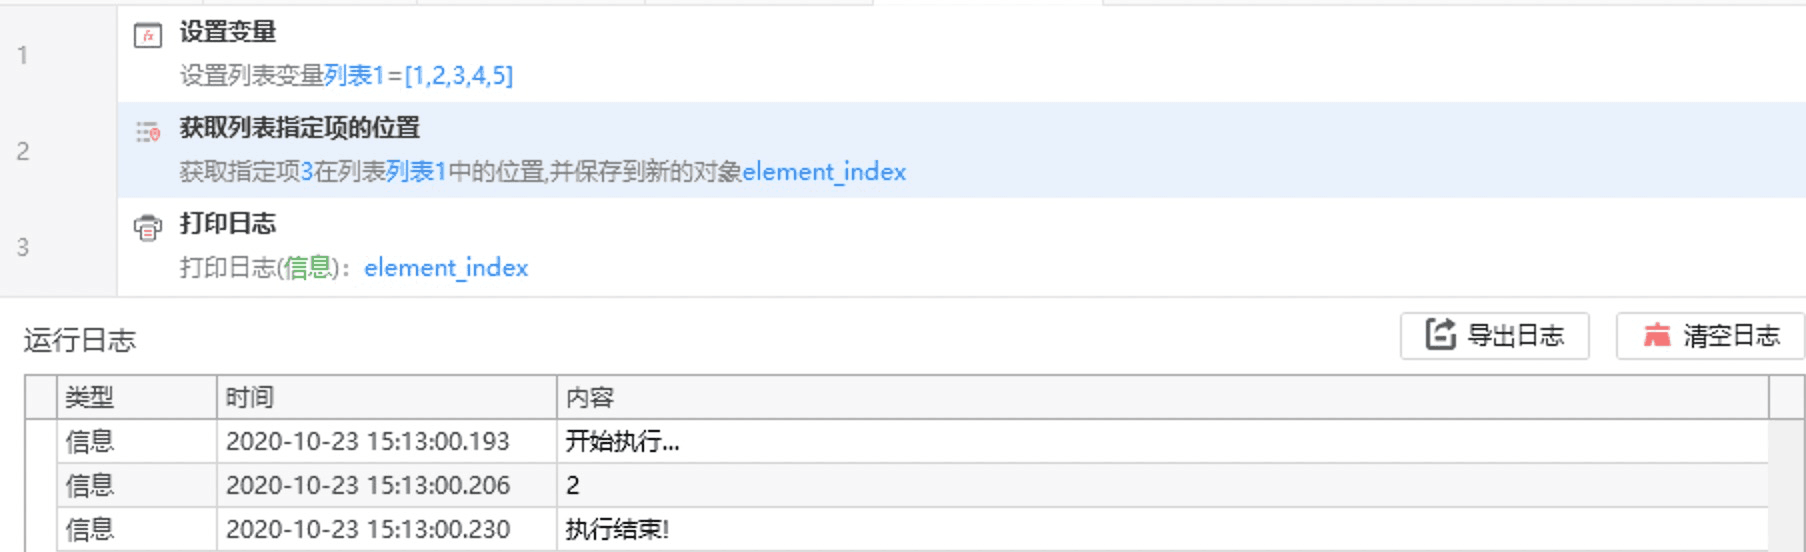 1
设置变量
设置列表变量列表1=[1,2,3,4,5]
2
获取列表指定项的位置
获取指定项3在列表列表1中的位置,并保存到新的对象element_index
3
打印日志
打印日志(信息)： element_index
运行日志
导出日志
清空日志
类型 时间 内容
信息 2020-10-23 15:13:00.193 开始执行...
信息 2020-10-23 15:13:00.206 2
信息 2020-10-23 15:13:00.230 执行结束!